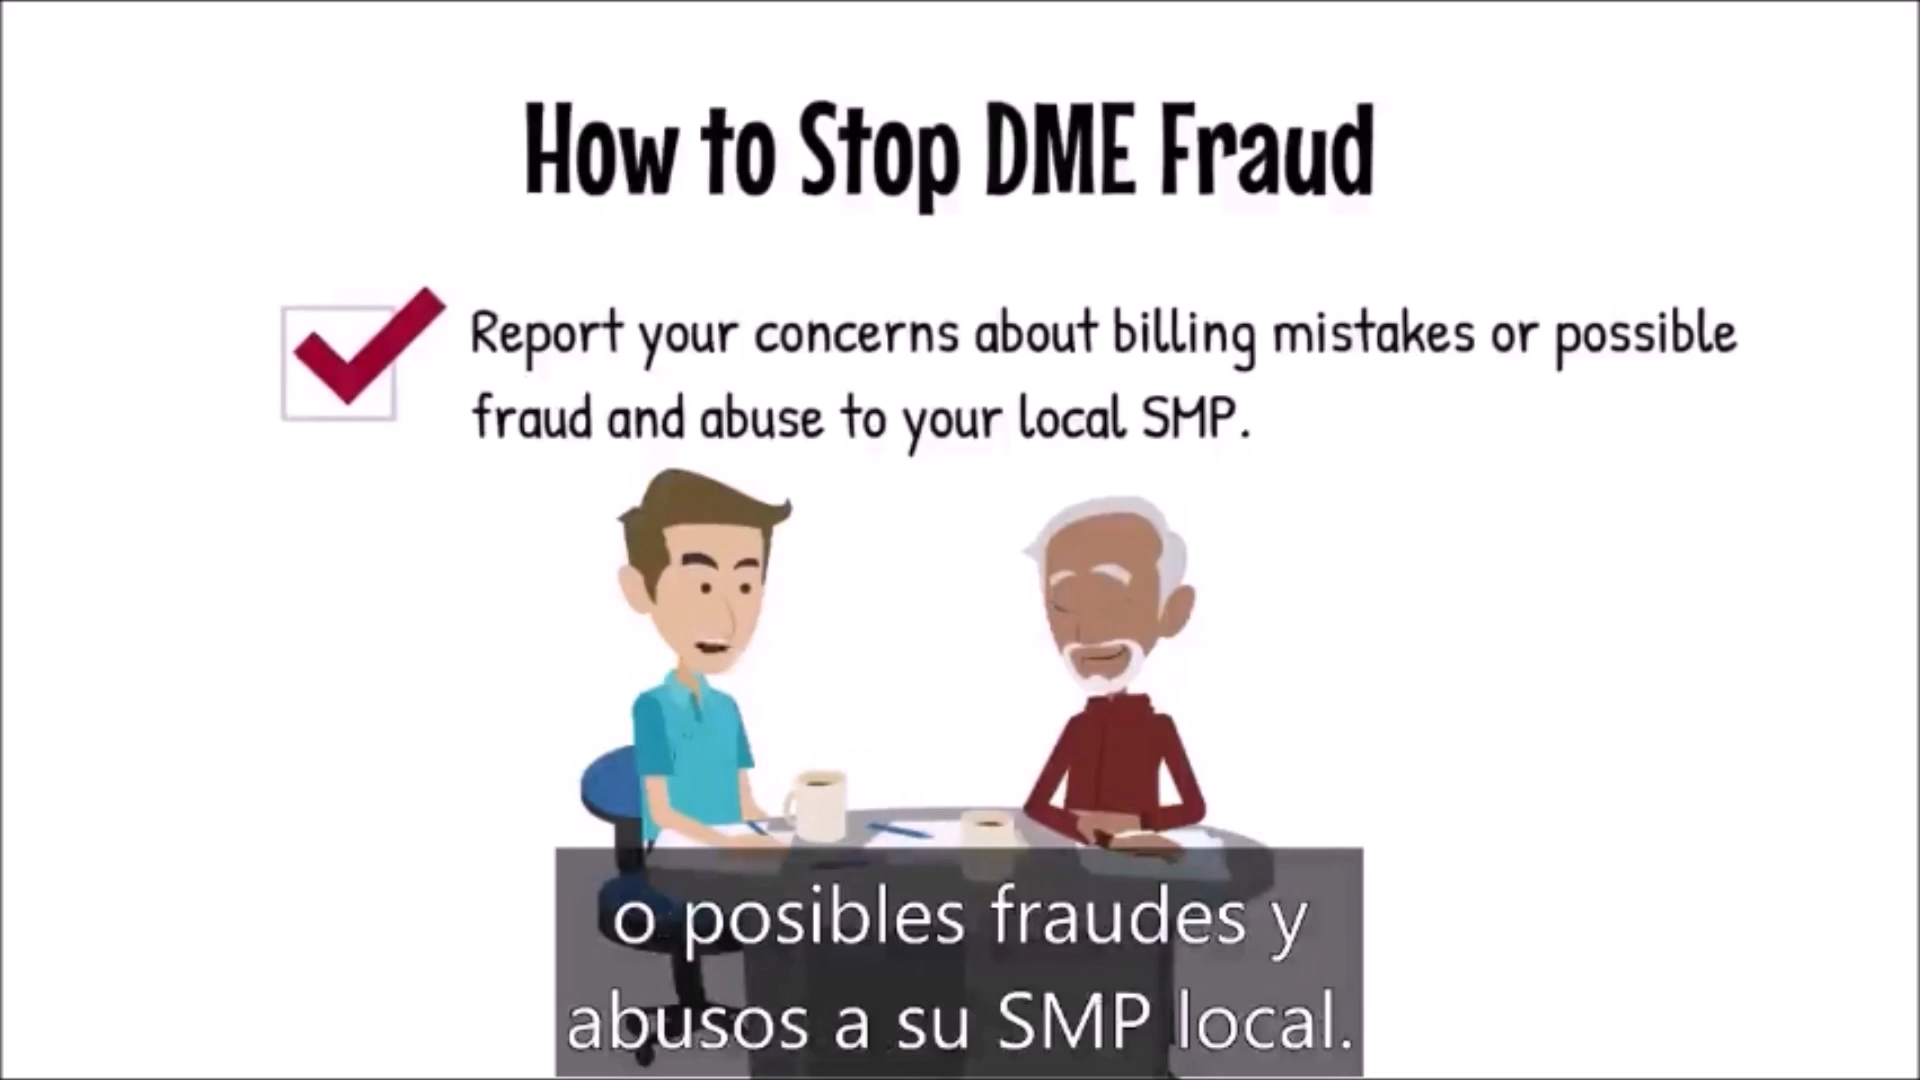 How to Stop DME Fraud
Report your concerns about billing mistakes or possible
fraud and abuse to your local SMP.
o posibles fraudes y
abusos a su SMP local.